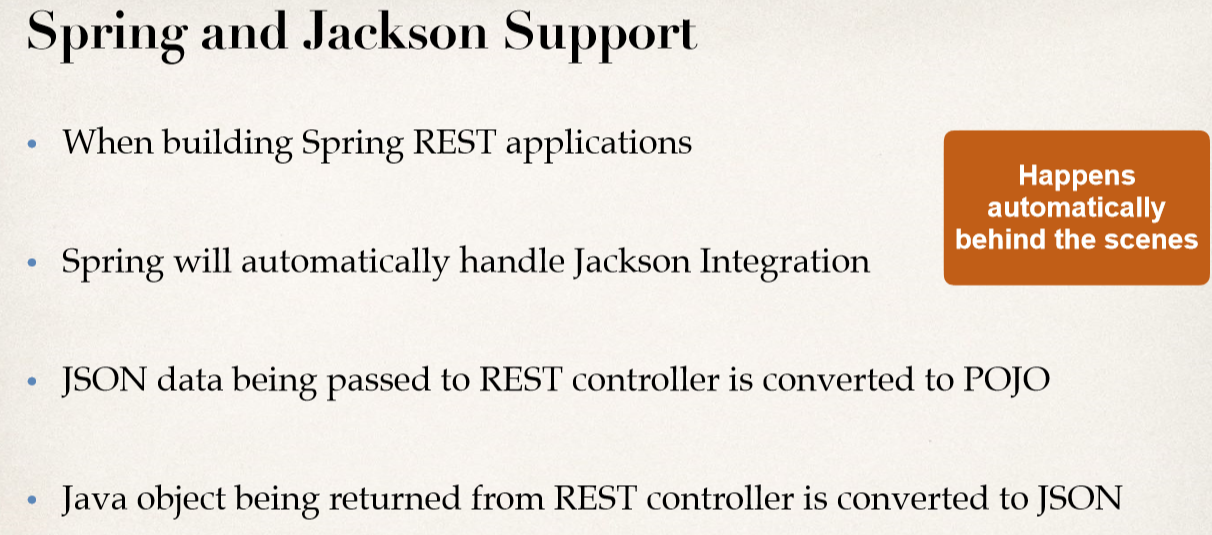 Spring and Jackson Support
• When building Spring REST applications
Happens
automatically
behind the scenes
• Spring will automatically handle Jackson Integration
• JSON data being passed to REST controller is converted to POJO
• Java object being returned from REST controller is converted to JSON